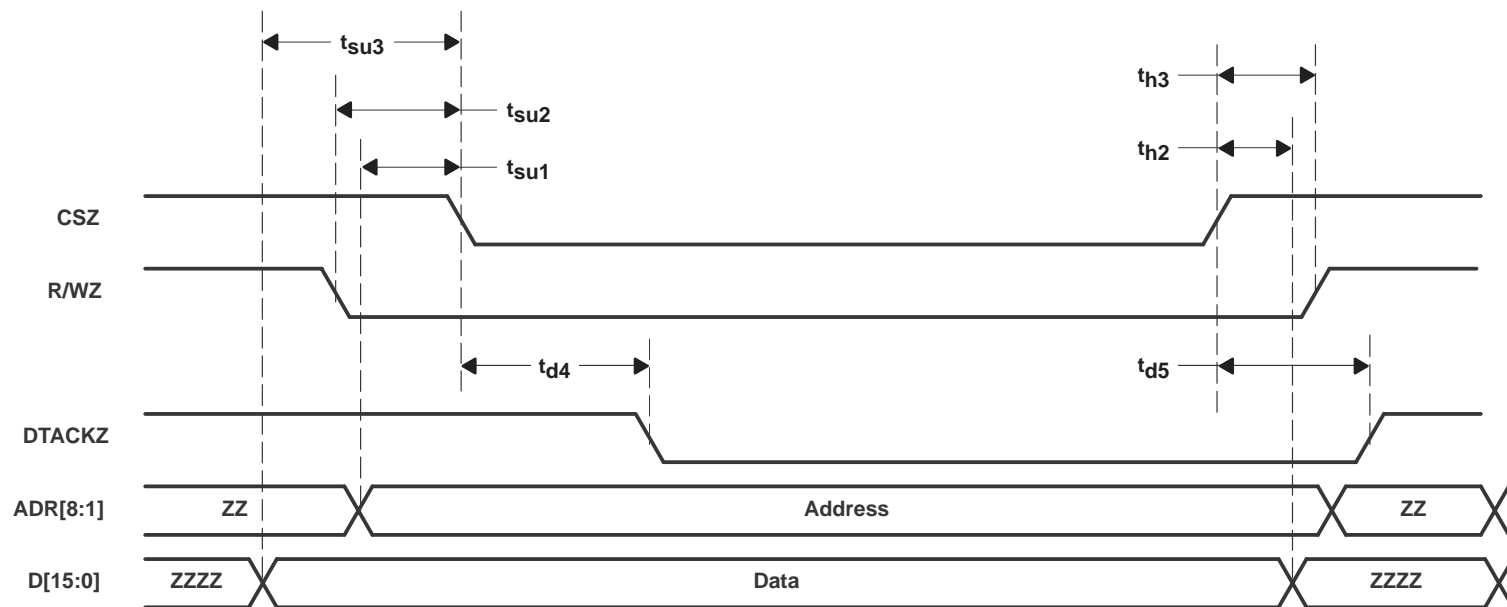 tsu3
th3
tsu2
th2
tsu1
CSZ
R/WZ
td4
td5
DTACKZ
ADR[8:1] ZZ Address ZZ
D[15:0] ZZZZ Data ZZZZ